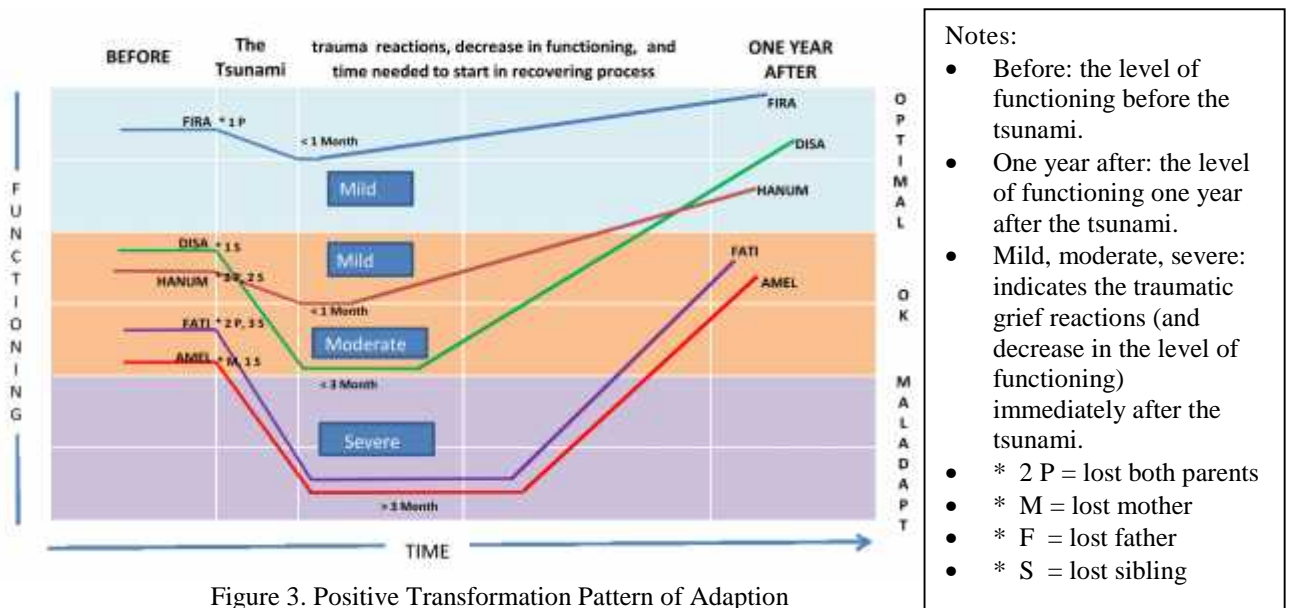 BEFORE
The
Tsunami
trauma reactions, decrease in functioning, and
time needed to start in recovering process
ONE YEAR
AFTER
FUNCTIONING
FIRA * 1 P
< 1 Month
Mild
FIRA
DISA
HANUM
OPTIMAL
DISA * 1 S
HANUM
P, 2 S
Mild
< 1 Month
FATI * 2 P, 3 S
AMEL * M, 1 S
Moderate
< 3 Month
FATI
AMEL
OK
Severe
> 3 Month
MALADAPT
TIME
Figure 3. Positive Transformation Pattern of Adaption
Notes:
• Before: the level of
functioning before the
tsunami.
• One year after: the level
of functioning one year
after the tsunami.
• Mild, moderate, severe:
indicates the traumatic
grief reactions (and
decrease in the level of
functioning)
immediately after the
tsunami.
• * 2 P = lost both parents
• * M = lost mother
• * F = lost father
• * S = lost sibling